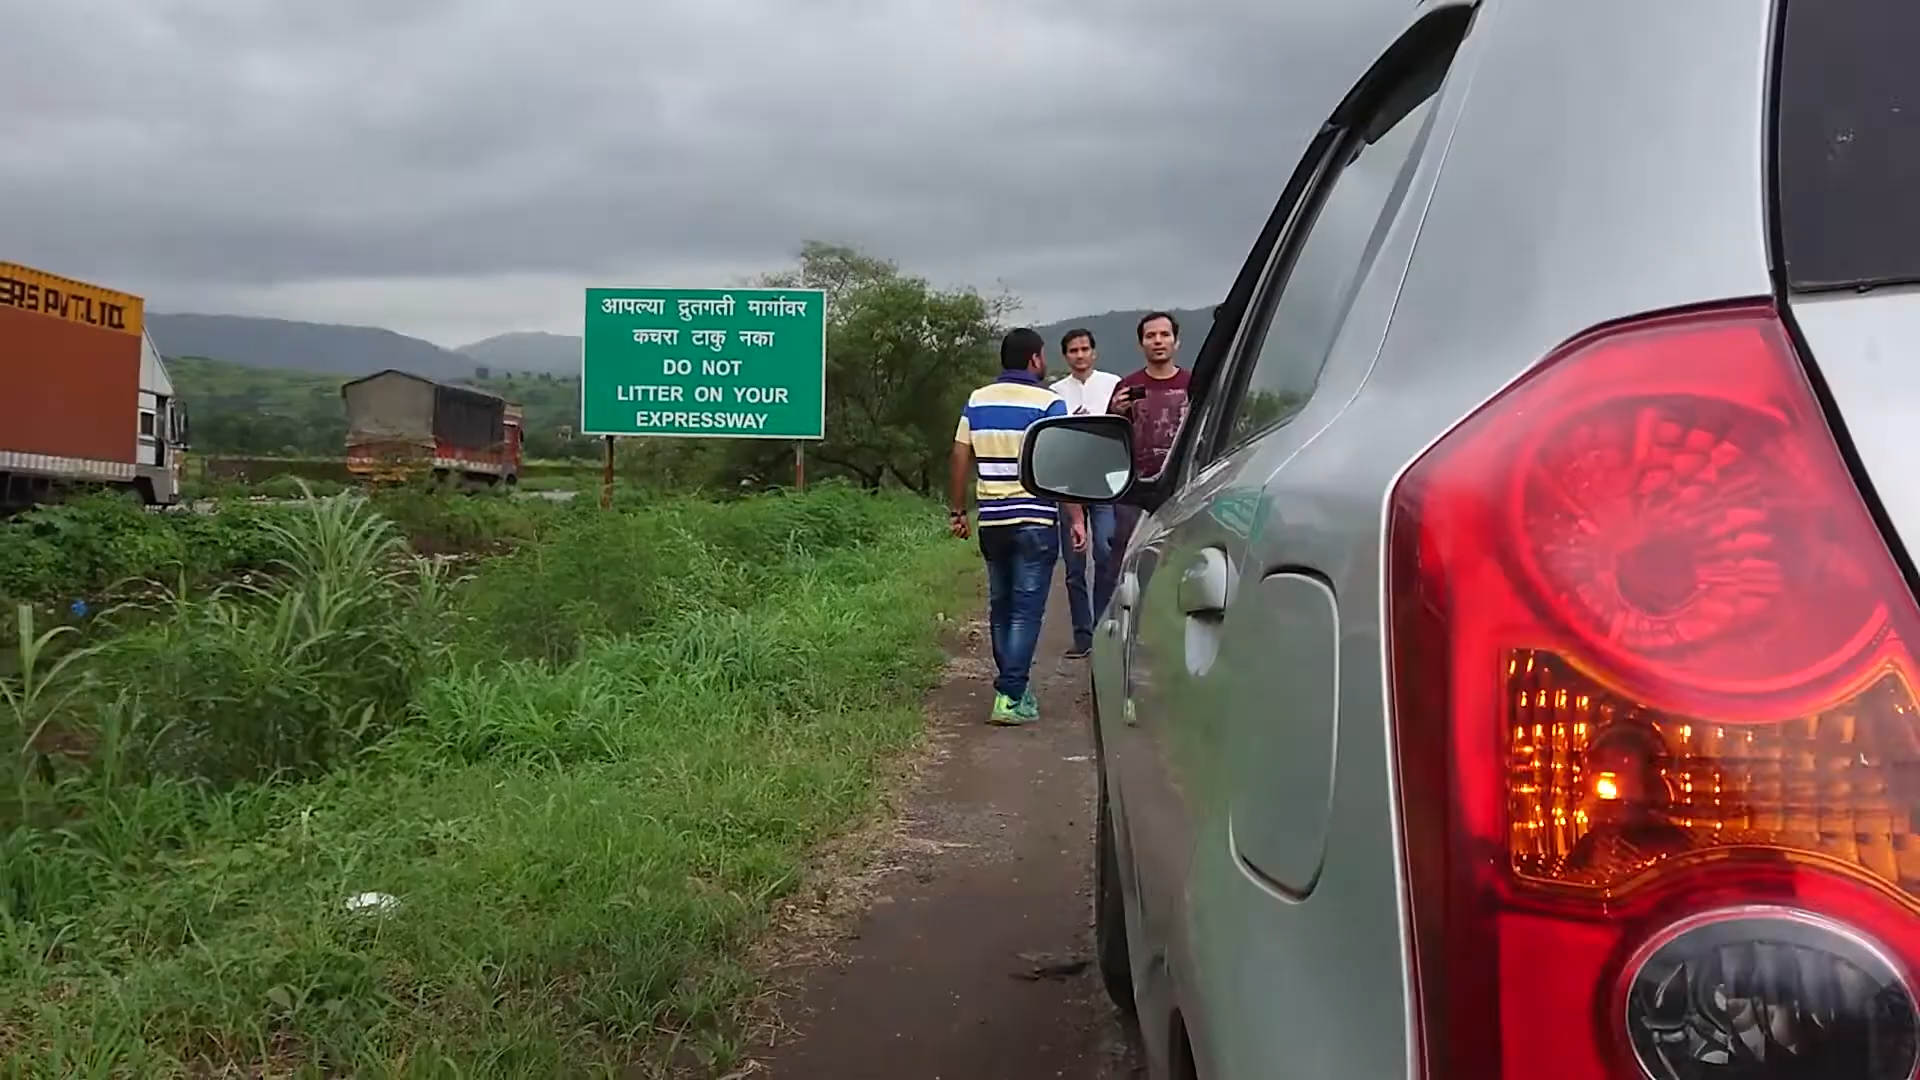 ERS PVT.LTD.
आपल्या द्रुतगती मार्गावर
कचरा टाकु नका
DO NOT
LITTER ON YOUR
EXPRESSWAY